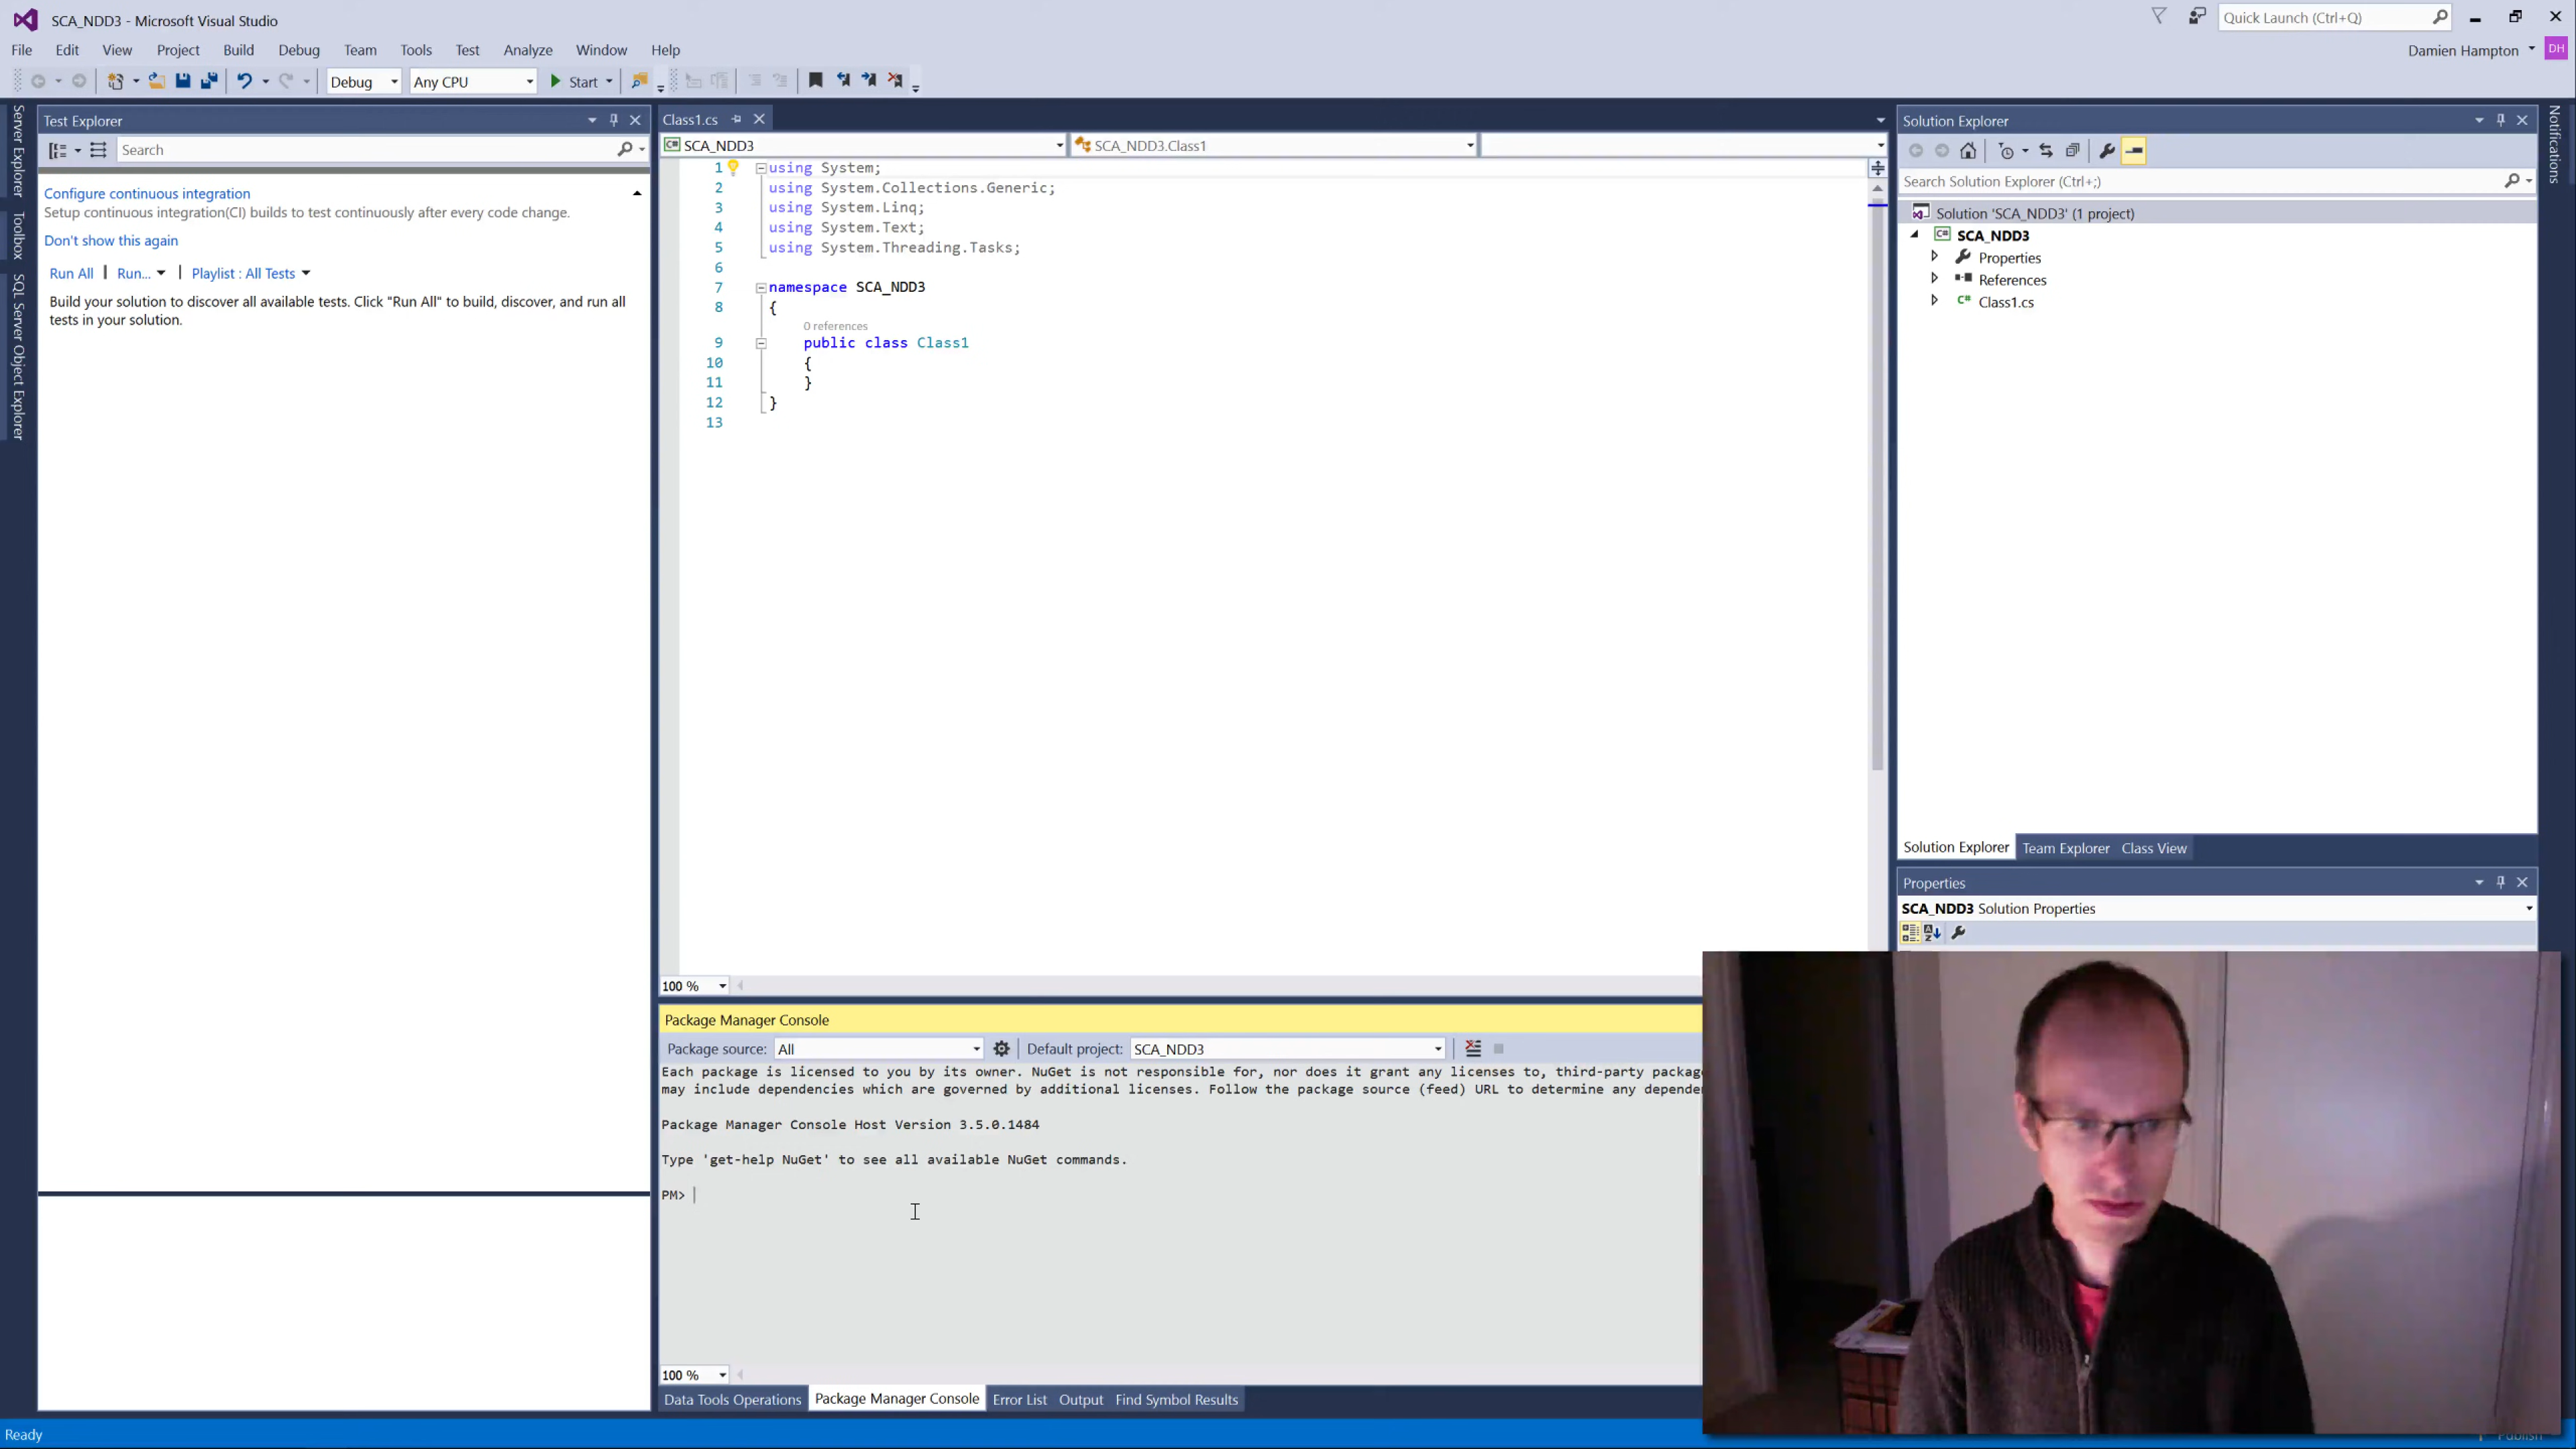 SCA_NDD3 - Microsoft Visual Studio
Quick Launch (Ctrl+Q)
File Edit View Project Build Debug Team Tools Test Analyze Window Help
Damien Hampton
DH
Debug
Any CPU
Start
Server Explorer
Toolbox
SQL Server Object Explorer
Test Explorer
Search
Configure continuous integration
Setup continuous integration(CI) builds to test continuously after every code change.
Don't show this again
Run All | Run... | Playlist : All Tests
Build your solution to discover all available tests. Click "Run All" to build, discover, and run all
tests in your solution.
Class1.cs
SCA_NDD3
SCA_NDD3.Class1
1 using System;
2 using System.Collections.Generic;
3 using System.Linq;
4 using System.Text;
5 using System.Threading.Tasks;
6
7 namespace SCA_NDD3
8 {
0 references
9 public class Class1
10 {
11 }
12 }
13
100 %
Package Manager Console
Package source: All
Default project: SCA_NDD3
Each package is licensed to you by its owner. NuGet is not responsible for, nor does it grant any licenses to, third-party packag
may include dependencies which are governed by additional licenses. Follow the package source (feed) URL to determine any depende
Package Manager Console Host Version 3.5.0.1484
Type 'get-help NuGet' to see all available NuGet commands.
PM>
100 %
Data Tools Operations Package Manager Console Error List Output Find Symbol Results
Solution Explorer
Search Solution Explorer (Ctrl+;)
Solution 'SCA_NDD3' (1 project)
SCA_NDD3
Properties
References
Class1.cs
Solution Explorer Team Explorer Class View
Properties
SCA_NDD3 Solution Properties
Notifications
Ready